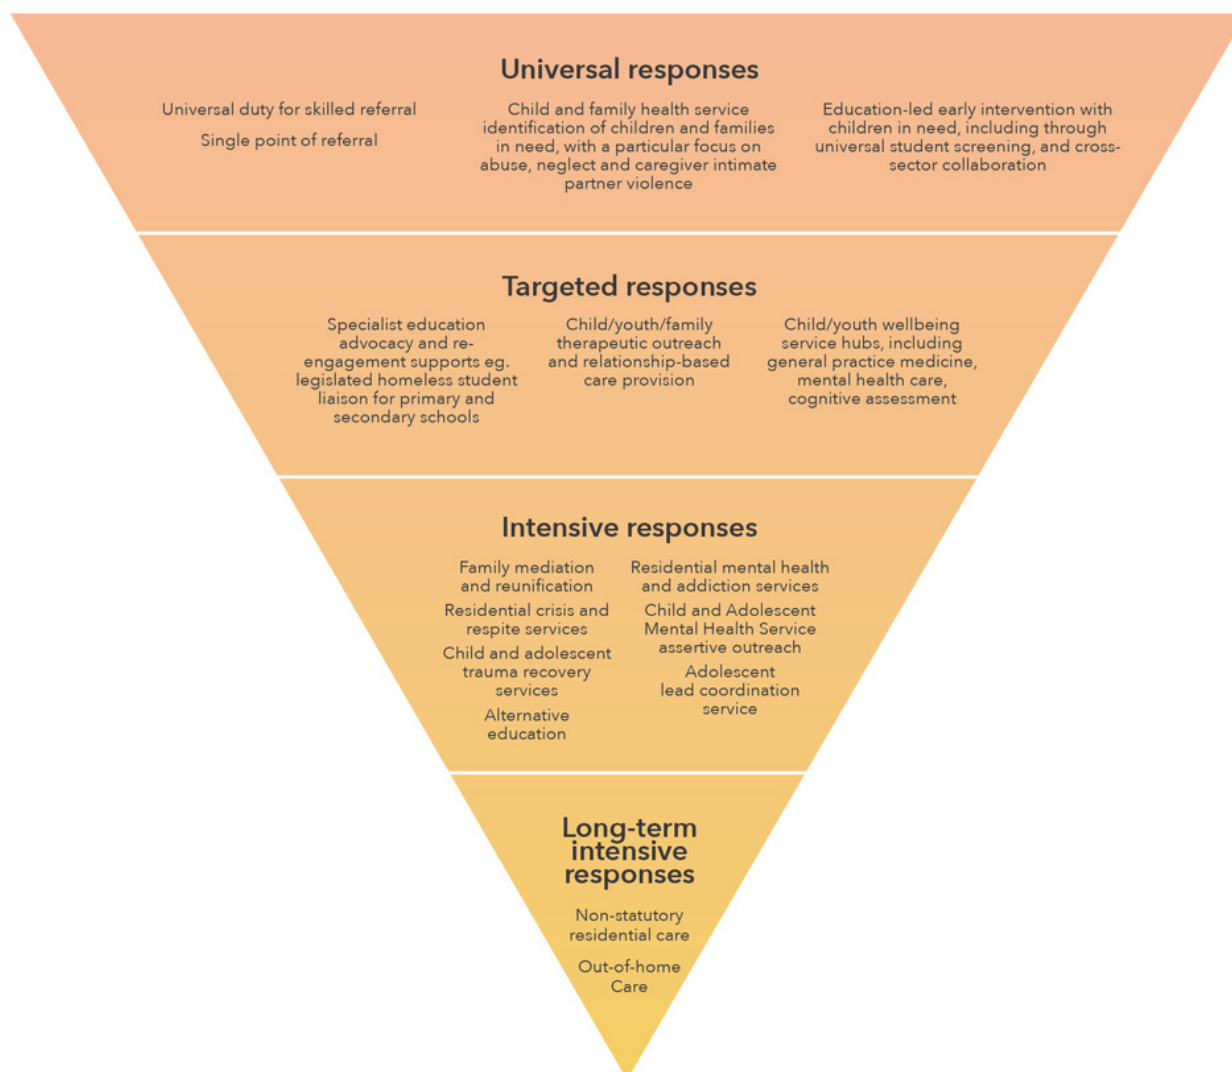 Universal responses
Universal duty for skilled referral
Single point of referral
Child and family health service
identification of children and families
in need, with a particular focus on
abuse, neglect and caregiver intimate
partner violence
Education-led early intervention with
children in need, including through
universal student screening, and cross-
sector collaboration
Targeted responses
Specialist education
advocacy and re-
engagement supports eg.
legislated homeless student
liaison for primary and
secondary schools
Child/youth/family
therapeutic outreach
and relationship-based
care provision
Child/youth wellbeing
service hubs, including
general practice medicine,
mental health care,
cognitive assessment
Intensive responses
Family mediation
and reunification
Residential crisis and
respite services
Child and adolescent
trauma recovery
services
Alternative
education
Residential mental health
and addiction services
Child and Adolescent
Mental Health Service
assertive outreach
Adolescent
lead coordination
service
Long-term
intensive
responses
Non-statutory
residential care
Out-of-home
Care